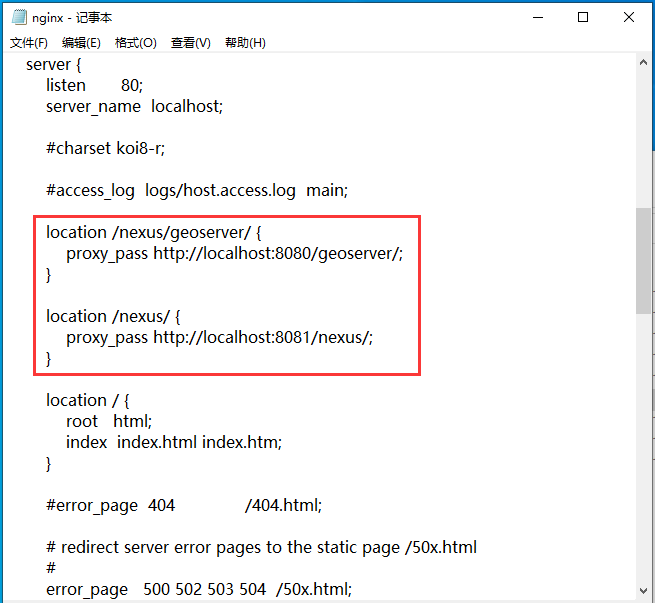 nginx - 记事本
文件(F) 编辑(E) 格式(O) 查看(V) 帮助(H)
server {
listen 80;
server_name localhost;
#charset koi8-r;
#access_log logs/host.access.log main;
location /nexus/geoserver/ {
proxy_pass http://localhost:8080/geoserver/;
}
location /nexus/ {
proxy_pass http://localhost:8081/nexus/;
}
location / {
root html;
index index.html index.htm;
}
#error_page 404 /404.html;
# redirect server error pages to the static page /50x.html
#
error_page 500 502 503 504 /50x.html;